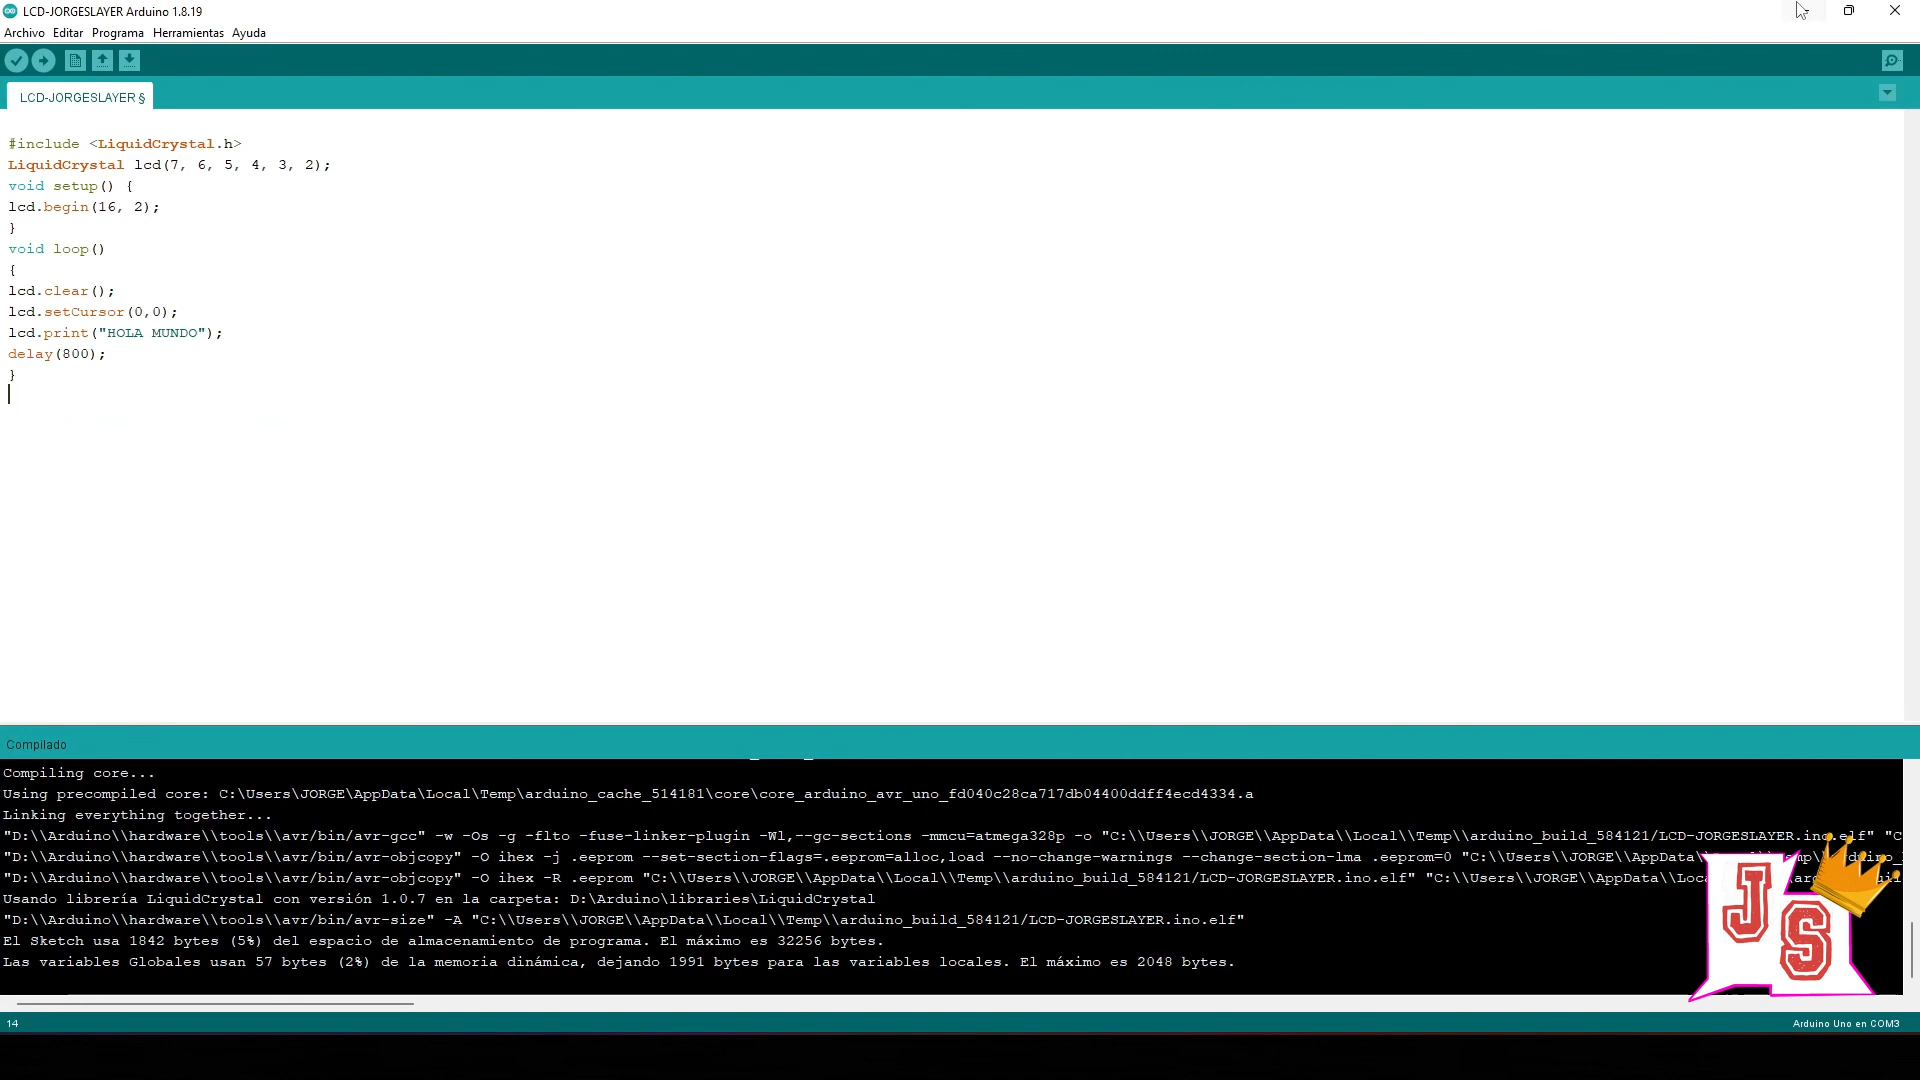 LCD-JORGESLAYER Arduino 1.8.19
Archivo Editar Programa Herramientas Ayuda
LCD-JORGESLAYER §
#include <LiquidCrystal.h>
LiquidCrystal lcd(7, 6, 5, 4, 3, 2);
void setup() {
lcd.begin(16, 2);
}
void loop()
{
lcd.clear();
lcd.setCursor(0,0);
lcd.print("HOLA MUNDO");
delay(800);
}
Compilado
Compiling core...
Using precompiled core: C:\Users\JORGE\AppData\Local\Temp\arduino_cache_514181\core\core_arduino_avr_uno_fd040c28ca717db04400ddff4ecd4334.a
Linking everything together...
"D:\\Arduino\\hardware\\tools\\avr/bin/avr-gcc" -w -Os -g -flto -fuse-linker-plugin -Wl,--gc-sections -mmcu=atmega328p -o "C:\\Users\\JORGE\\AppData\\Local\\Temp\\arduino_build_584121/LCD-JORGESLAYER.ino.elf" "C
"D:\\Arduino\\hardware\\tools\\avr/bin/avr-objcopy" -O ihex -j .eeprom --set-section-flags=.eeprom=alloc,load --no-change-warnings --change-section-lma .eeprom=0 "C:\\Users\\JORGE\\AppData\\
"D:\\Arduino\\hardware\\tools\\avr/bin/avr-objcopy" -O ihex -R .eeprom "C:\\Users\\JORGE\\AppData\\Local\\Temp\\arduino_build_584121/LCD-JORGESLAYER.ino.elf" "C:\\Users\\JORGE\\AppData\\
Usando librería LiquidCrystal con versión 1.0.7 en la carpeta: D:\Arduino\libraries\LiquidCrystal
"D:\\Arduino\\hardware\\tools\\avr/bin/avr-size" -A "C:\\Users\\JORGE\\AppData\\Local\\Temp\\arduino_build_584121/LCD-JORGESLAYER.ino.elf"
El Sketch usa 1842 bytes (5%) del espacio de almacenamiento de programa. El máximo es 32256 bytes.
Las variables Globales usan 57 bytes (2%) de la memoria dinámica, dejando 1991 bytes para las variables locales. El máximo es 2048 bytes.
JS
14
Arduino Uno en COM3